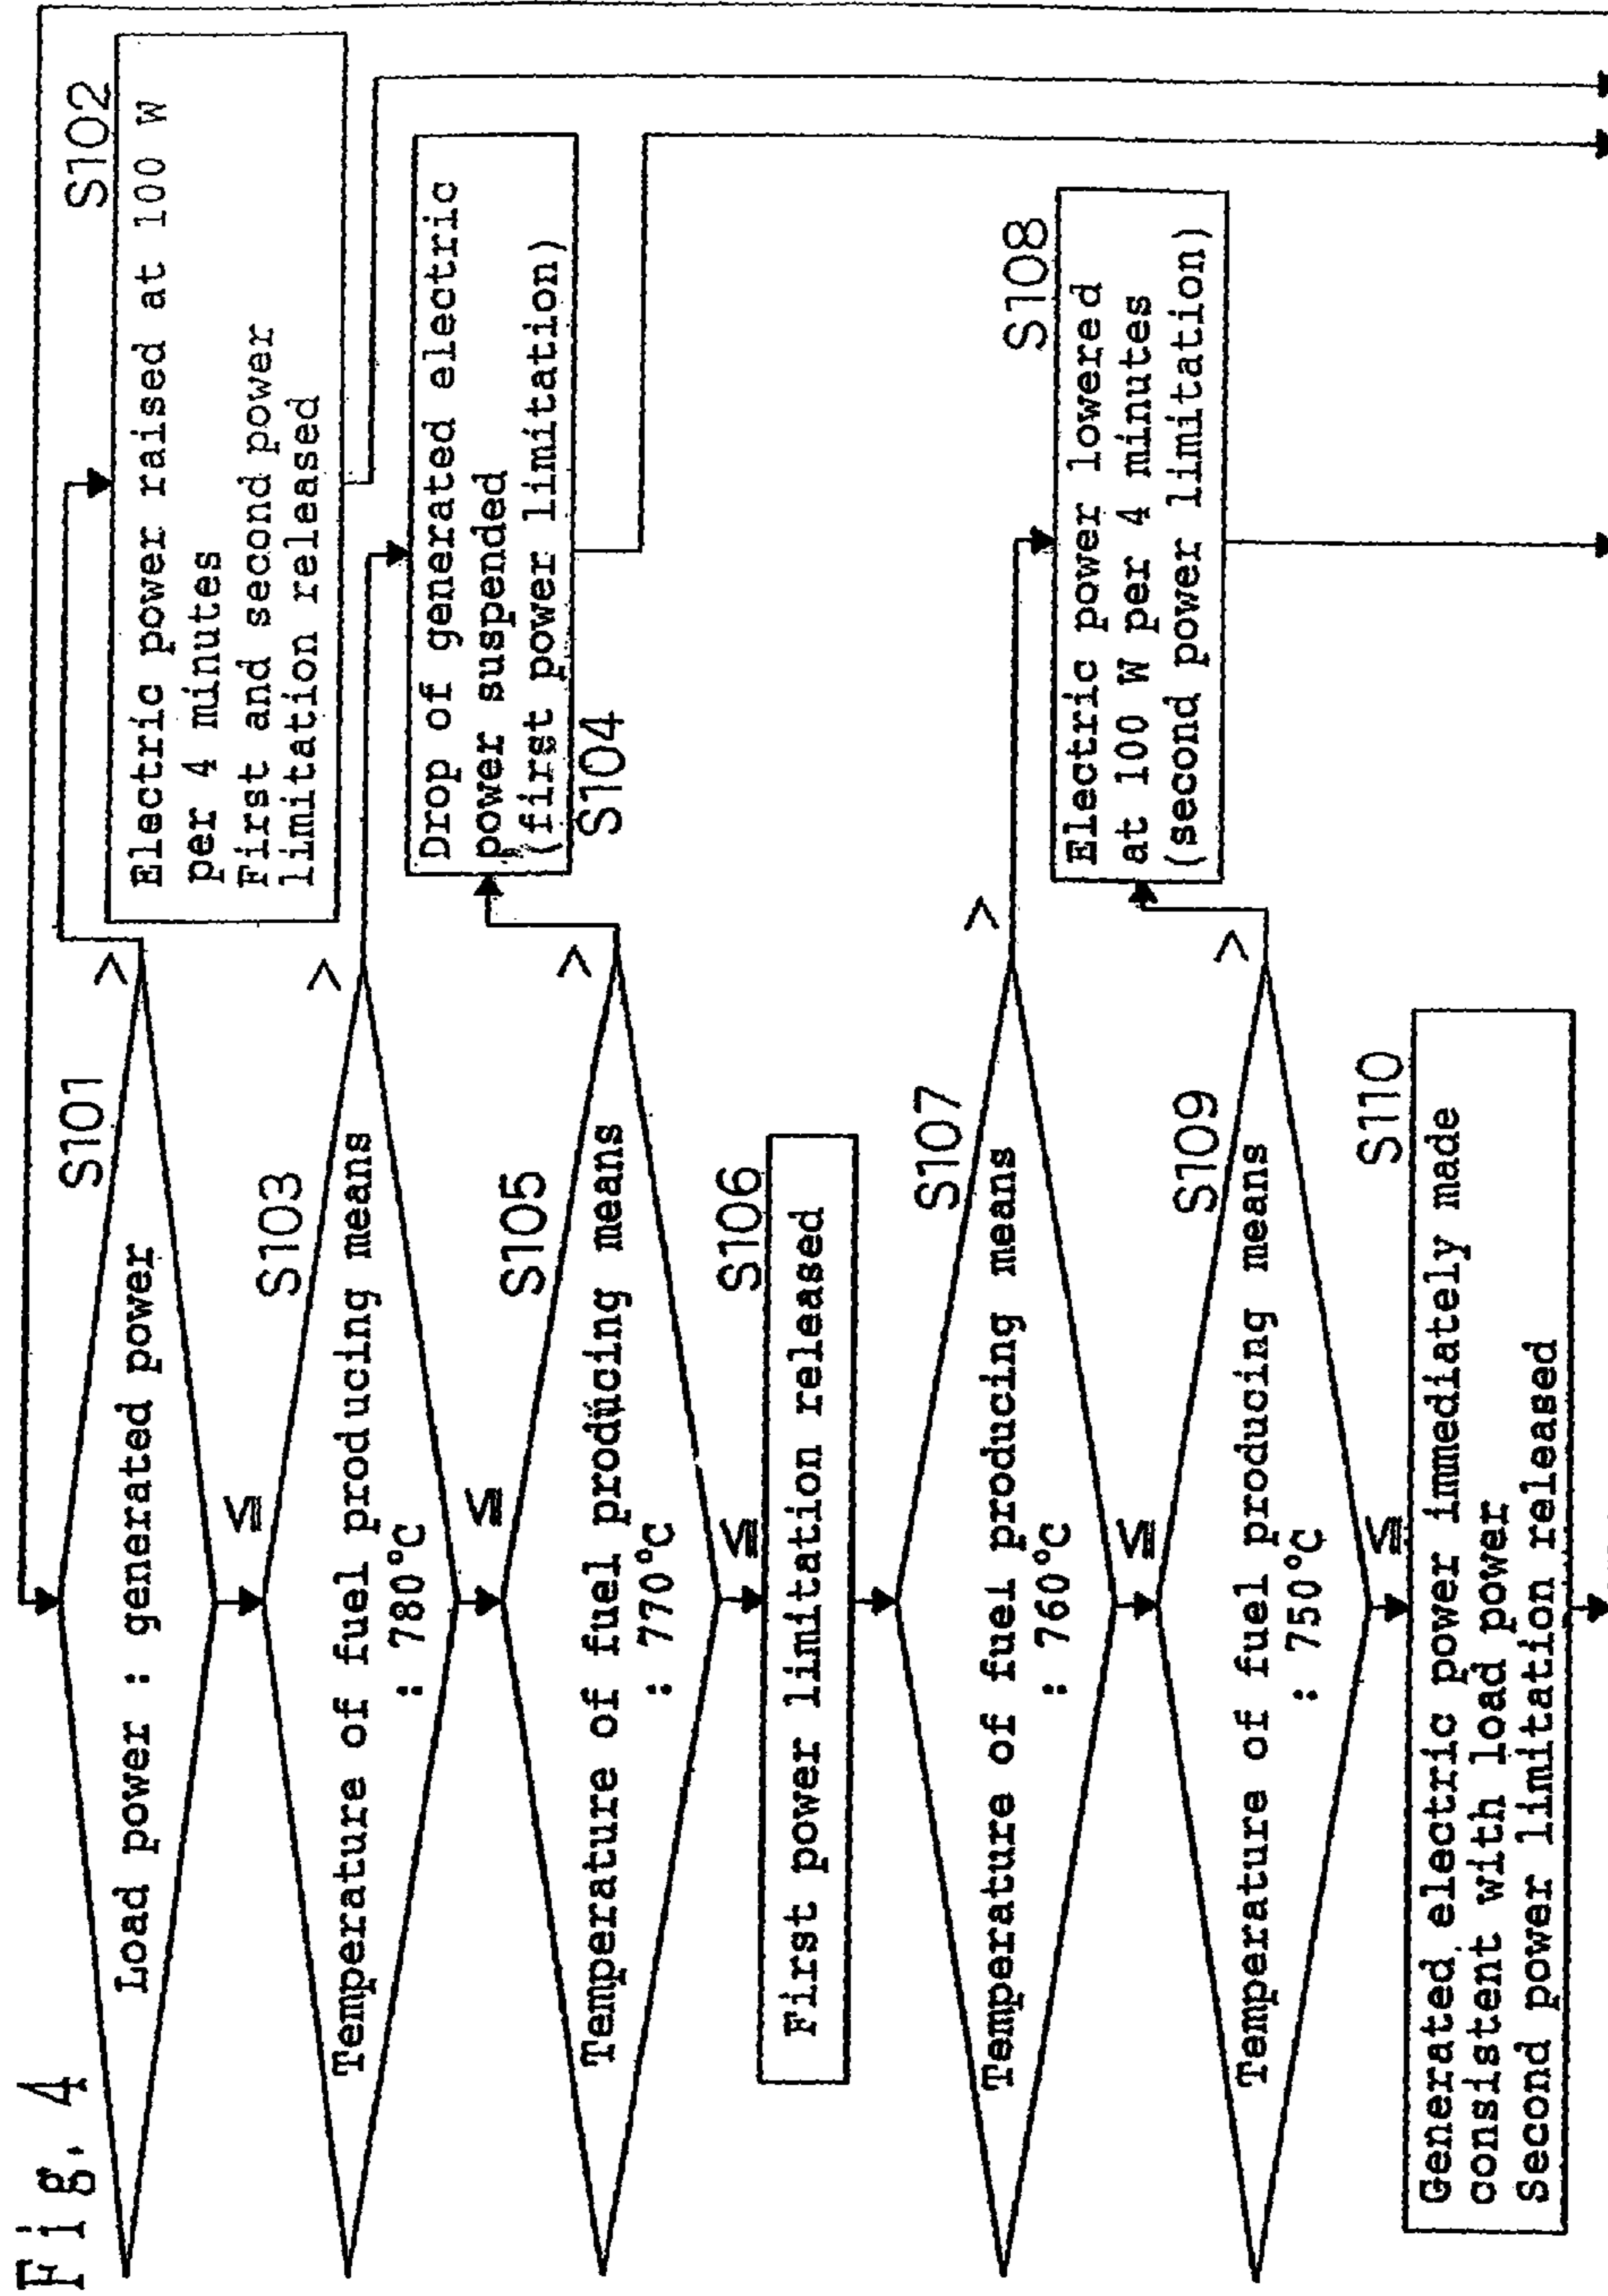 Fig. 4
S101
Load power : generated power
>
S102
Electric power raised at 100 W
per 4 minutes
First and second power
limitation released
≦
S103
Temperature of fuel producing means
: 780°C
>
Drop of generated electric
power suspended
(first power limitation)
S104
≦
S105
Temperature of fuel producing means
: 770°C
>
≦
S106
First power limitation released
S107
Temperature of fuel producing means
: 760°C
>
S108
Electric power lowered
at 100 W per 4 minutes
(second power limitation)
≦
S109
Temperature of fuel producing means
: 750°C
>
≦
S110
Generated electric power immediately made
consistent with load power
Second power limitation released